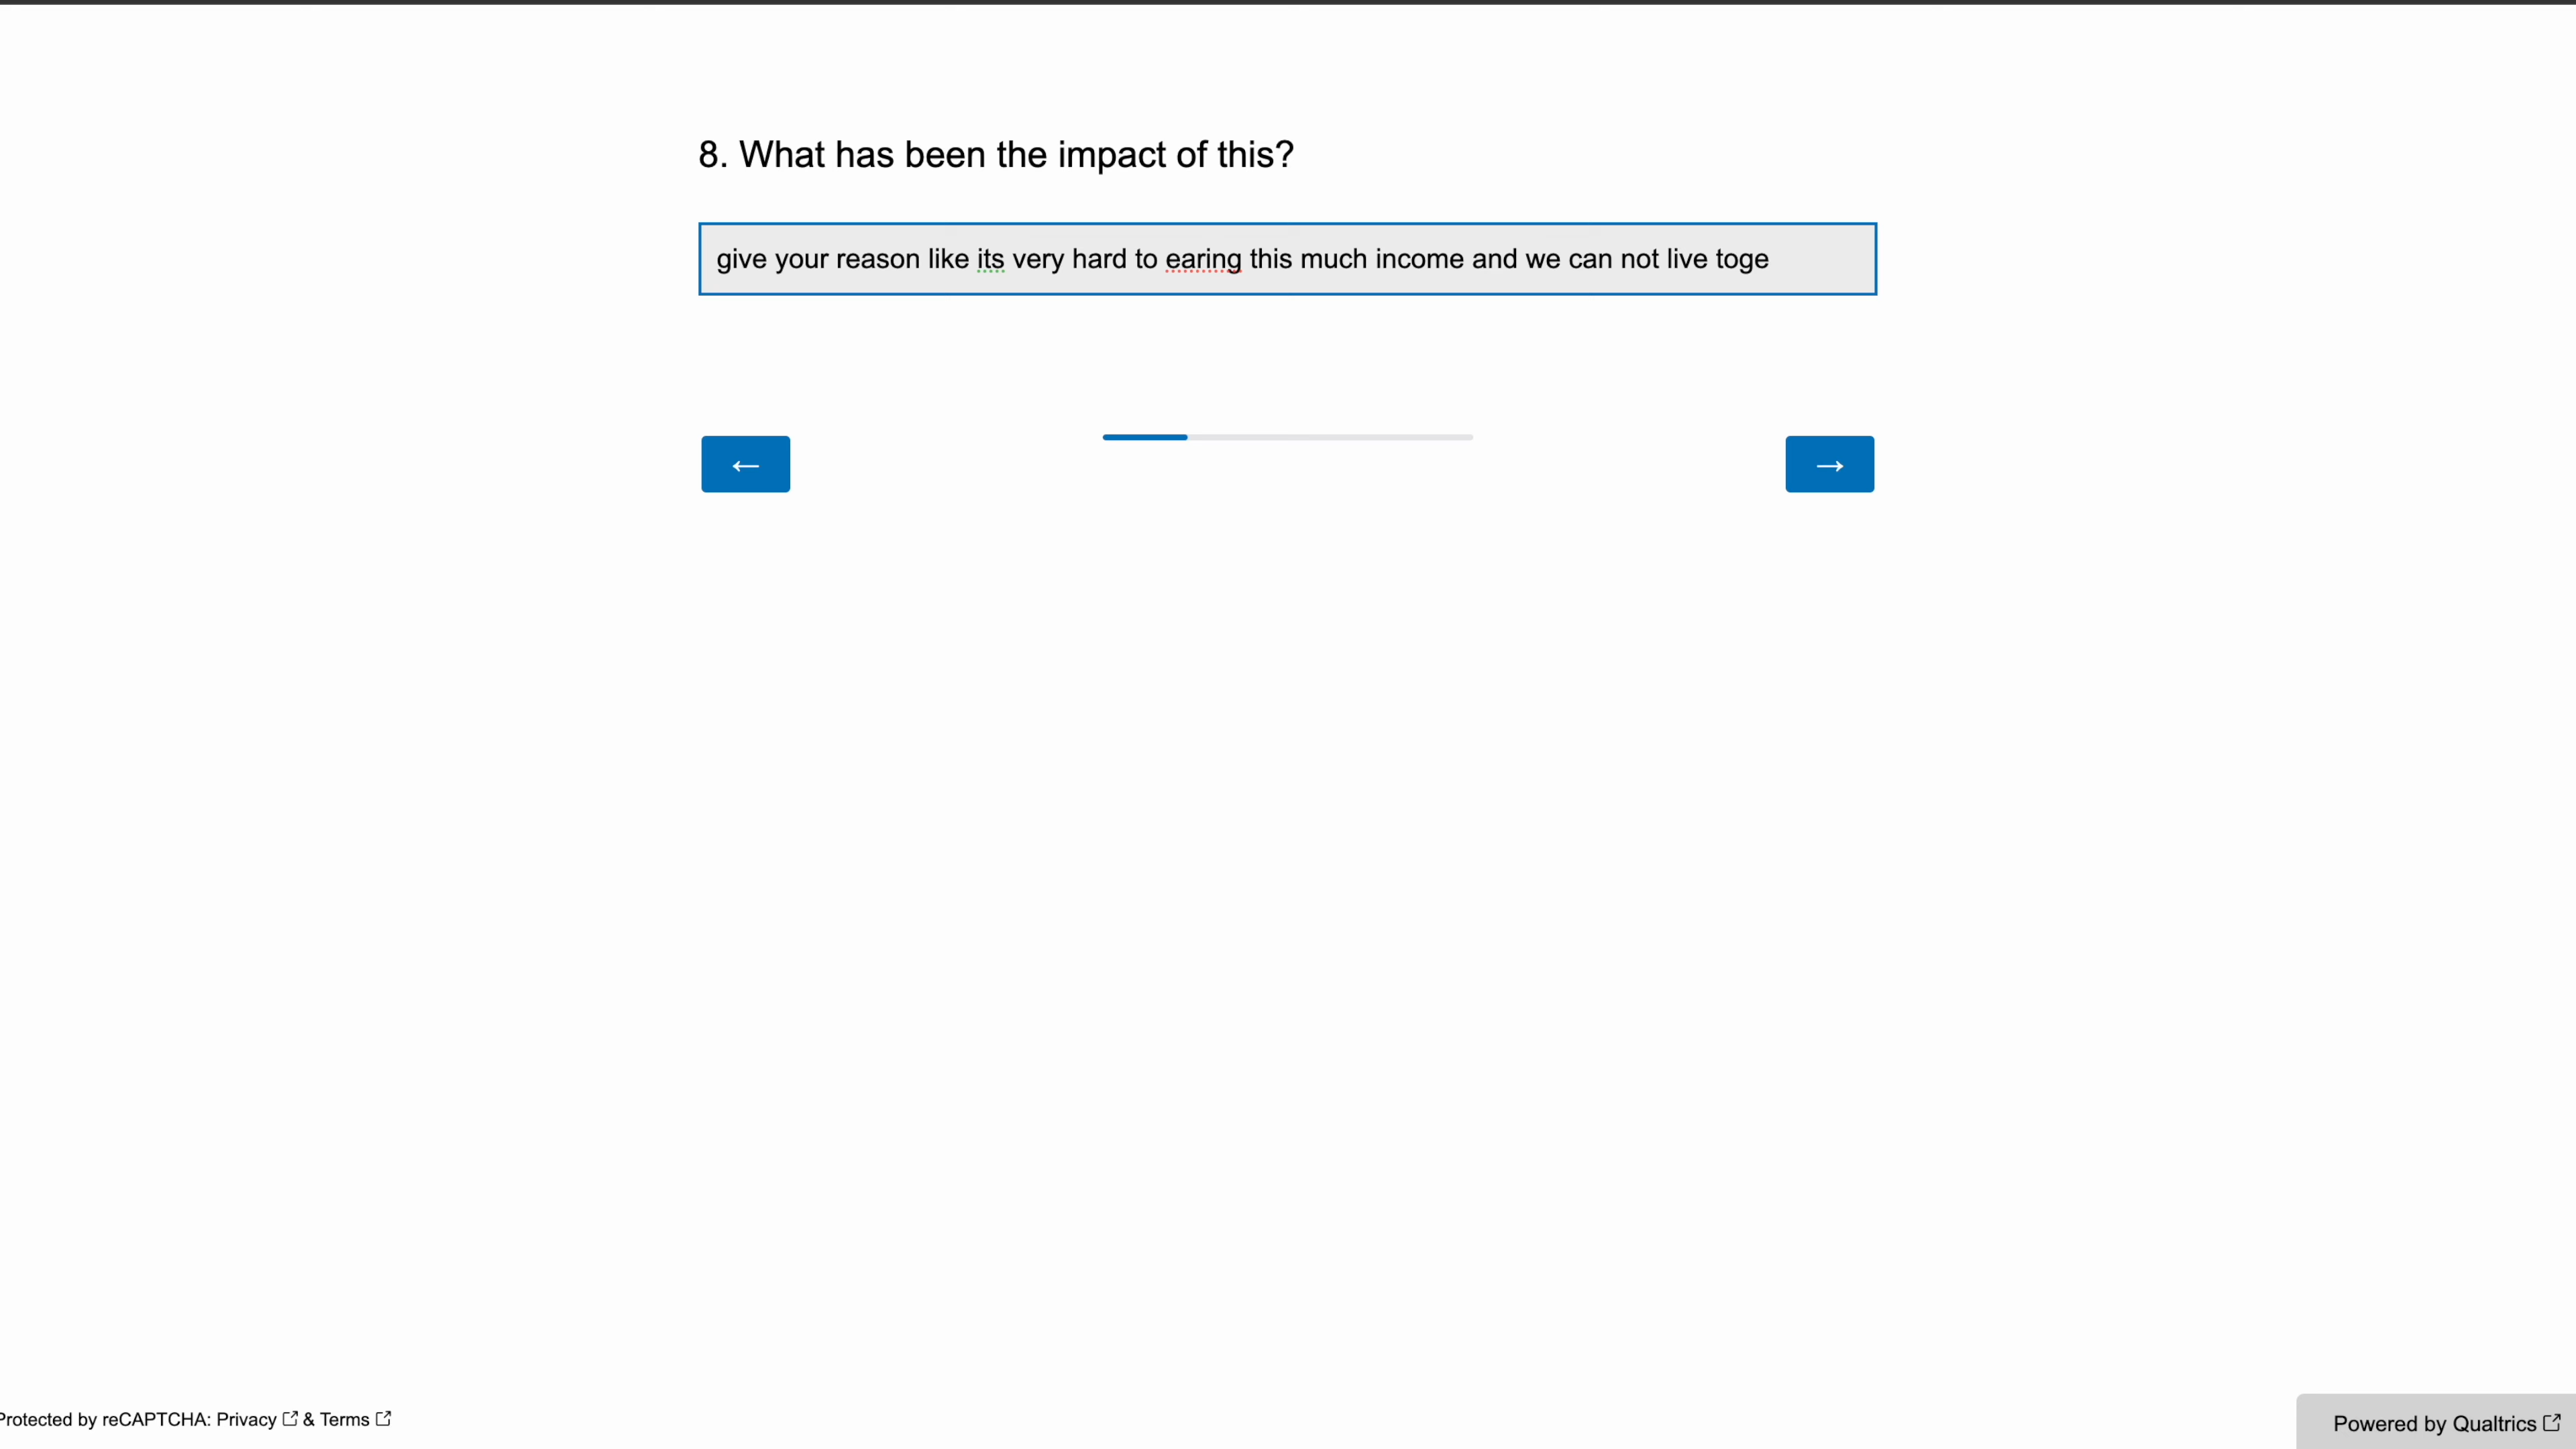 8. What has been the impact of this?
give your reason like its very hard to earing this much income and we can not live toge
←
→
Protected by reCAPTCHA: Privacy & Terms
Powered by Qualtrics